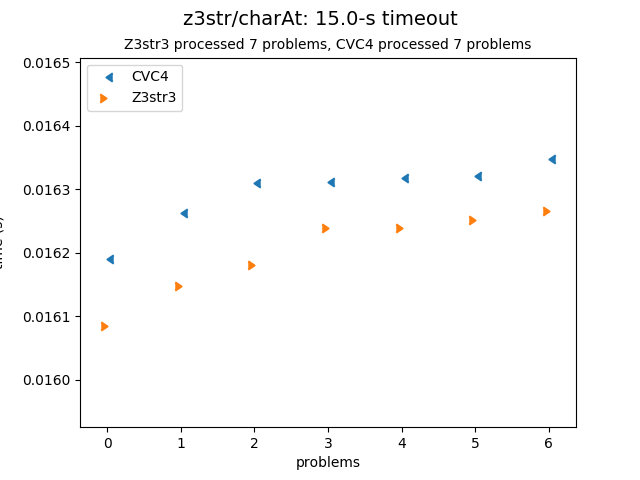 z3str/charAt: 15.0-s timeout
Z3str3 processed 7 problems, CVC4 processed 7 problems
CVC4
Z3str3
0.0165
0.0164
0.0163
0.0162
0.0161
0.0160
0 1 2 3 4 5 6
problems